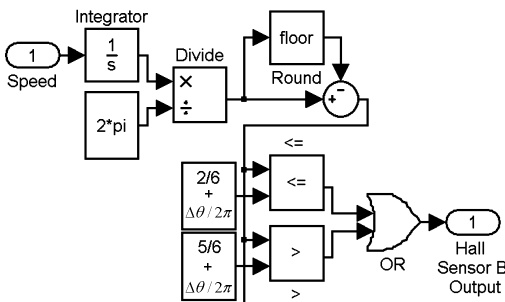 Integrator
1
Speed
1
s
2*pi
Divide
×
÷
floor
Round
+
−
<=
2/6
+
Δθ/2π
<=
5/6
+
Δθ/2π
>
>
OR
1
Hall
Sensor B
Output